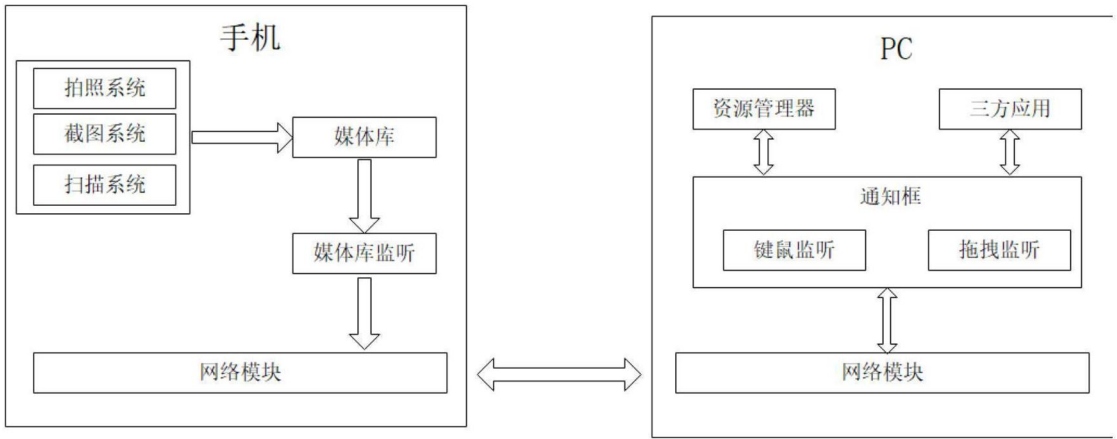 手机
拍照系统
截图系统
扫描系统
媒体库
媒体库监听
网络模块
PC
资源管理器
三方应用
通知框
键鼠监听
拖拽监听
网络模块